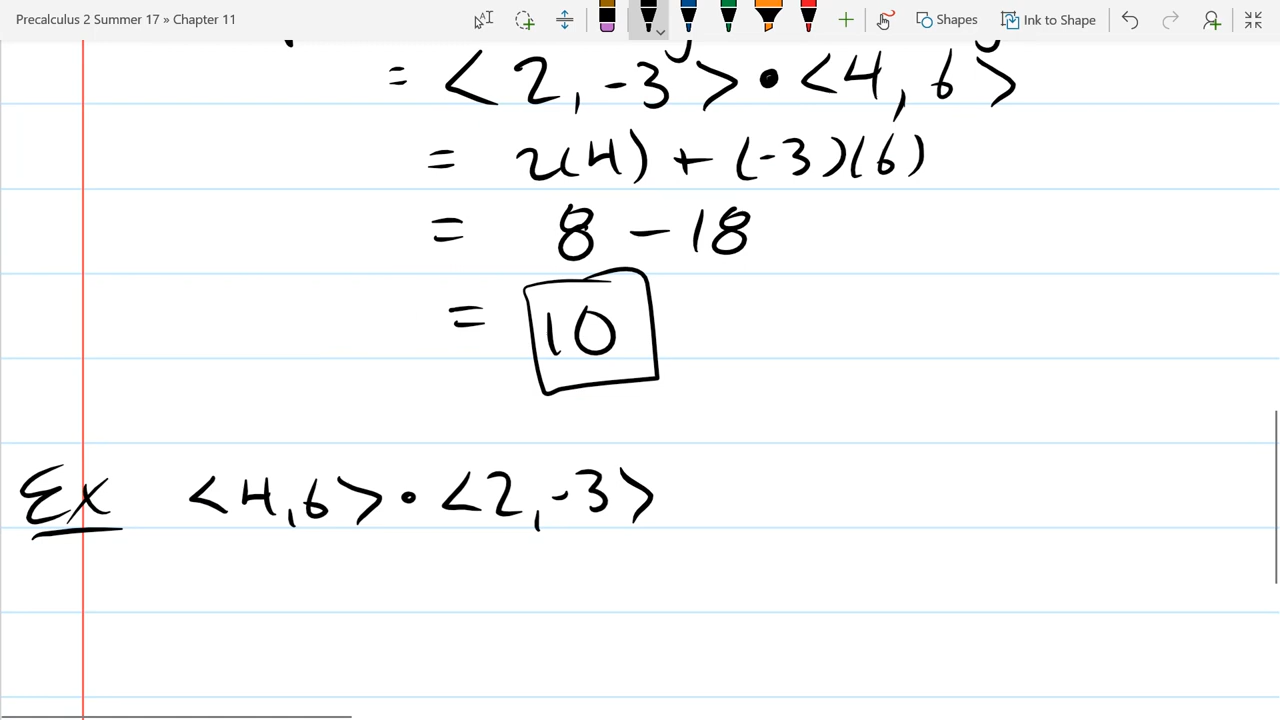 Precalculus 2 Summer 17 » Chapter 11
Shapes
Ink to Shape
= <2, -3> • <4, 6>
= 2(4) + (-3)(6)
= 8 - 18
= 10
Ex <4,6> • <2, -3>